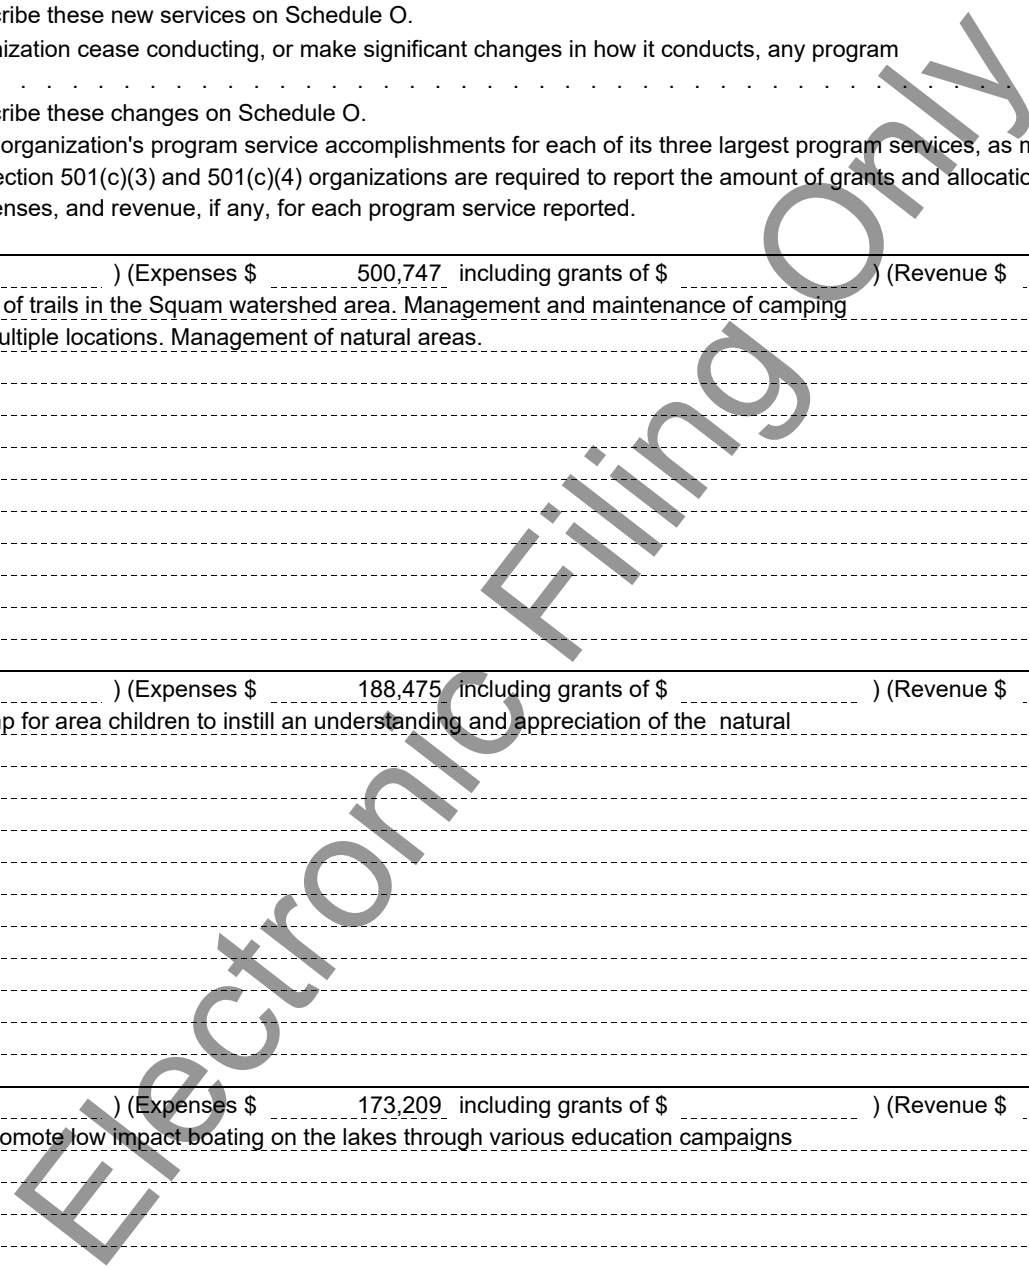 ribe these new services on Schedule O.
nization cease conducting, or make significant changes in how it conducts, any program
. . . . . . . . . . . . . . . . . . . . . . . . . . . . . . . . . . . . . . .
ribe these changes on Schedule O.
organization's program service accomplishments for each of its three largest program services, as m
ection 501(c)(3) and 501(c)(4) organizations are required to report the amount of grants and allocatio
enses, and revenue, if any, for each program service reported.
) (Expenses $ 500,747 including grants of $ ) (Revenue $
of trails in the Squam watershed area. Management and maintenance of camping
ultiple locations. Management of natural areas.
) (Expenses $ 188,475 including grants of $ ) (Revenue $
p for area children to instill an understanding and appreciation of the  natural
) (Expenses $ 173,209 including grants of $ ) (Revenue $
omote low impact boating on the lakes through various education campaigns
Electronic Filing Only